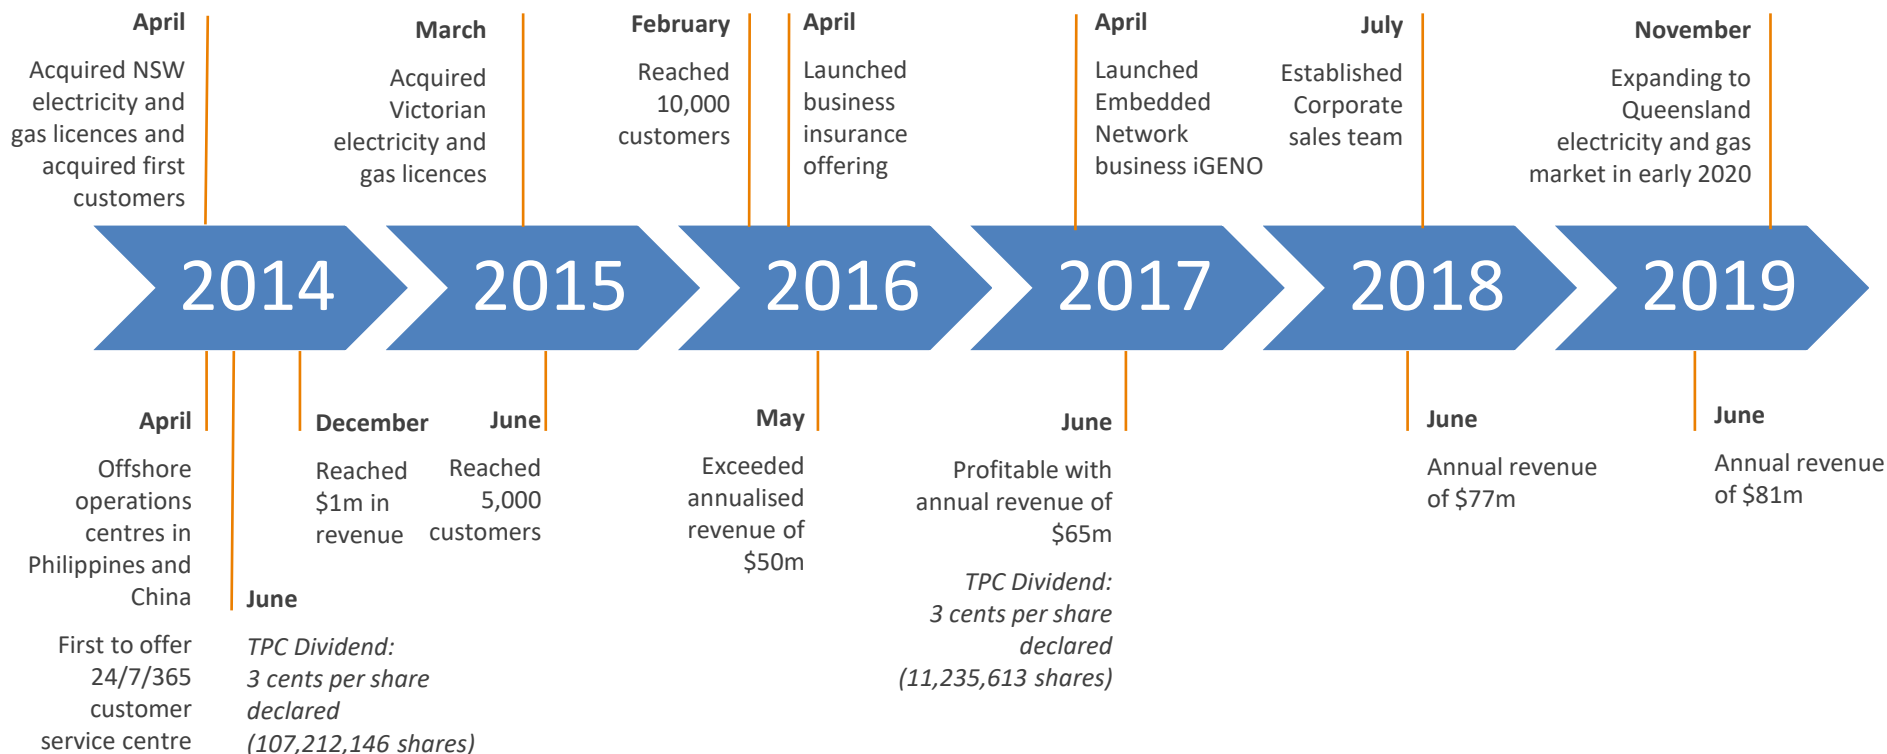 April
Acquired NSW
electricity and
gas licences and
acquired first
customers
March
Acquired
Victorian
electricity and
gas licences
February
Reached
10,000
customers
April
Launched
business
insurance
offering
April
Launched
Embedded
Network
business iGENO
July
Established
Corporate
sales team
November
Expanding to
Queensland
electricity and gas
market in early 2020
2014
2015
2016
2017
2018
2019
April
Offshore
operations
centres in
Philippines and
China
First to offer
24/7/365
customer
service centre
June
TPC Dividend:
3 cents per share
declared
(107,212,146 shares)
December
Reached
$1m in
revenue
June
Reached
5,000
customers
May
Exceeded
annualised
revenue of
$50m
June
Profitable with
annual revenue of
$65m
TPC Dividend:
3 cents per share
declared
(11,235,613 shares)
June
Annual revenue
of $77m
June
Annual revenue
of $81m